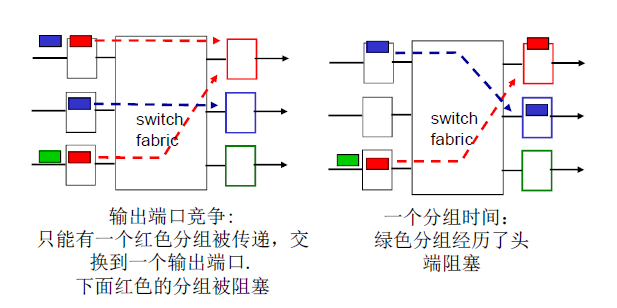 switch
fabric
输出端口竞争:
只能有一个红色分组被传递，交
换到一个输出端口.
下面红色的分组被阻塞
switch
fabric
一个分组时间：
绿色分组经历了头
端阻塞